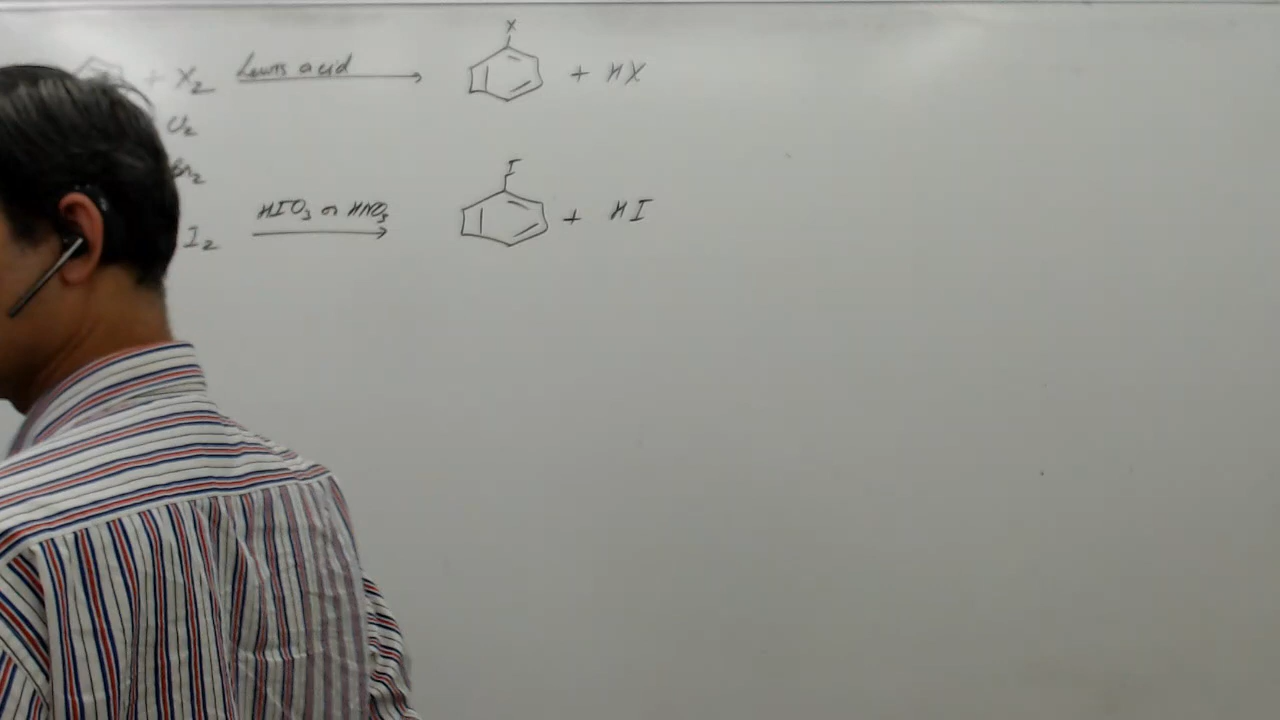 X
+ X₂ Lewis acid + HX
Cl₂
Br₂
I
HIO₃ or HNO₃ + HI
I₂